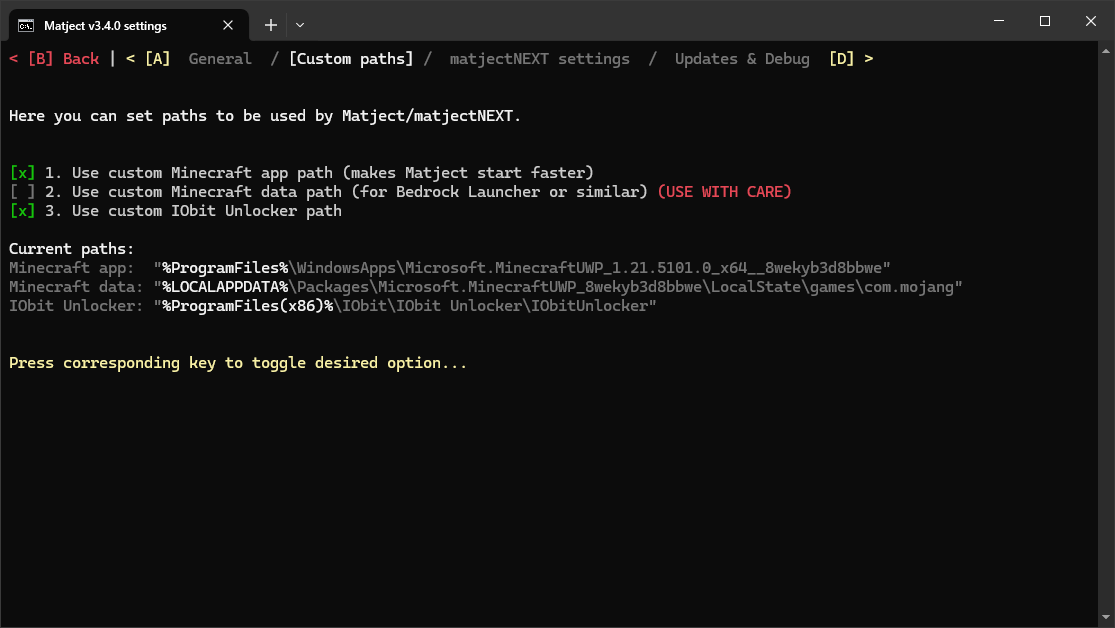 Matject v3.4.0 settings
< [B] Back | < [A]  General  / [Custom paths] /  matjectNEXT settings  /  Updates & Debug  [D] >
Here you can set paths to be used by Matject/matjectNEXT.
[x] 1. Use custom Minecraft app path (makes Matject start faster)
[ ] 2. Use custom Minecraft data path (for Bedrock Launcher or similar) (USE WITH CARE)
[x] 3. Use custom IObit Unlocker path
Current paths:
Minecraft app:  "%ProgramFiles%\WindowsApps\Microsoft.MinecraftUWP_1.21.5101.0_x64__8wekyb3d8bbwe"
Minecraft data: "%LOCALAPPDATA%\Packages\Microsoft.MinecraftUWP_8wekyb3d8bbwe\LocalState\games\com.mojang"
IObit Unlocker: "%ProgramFiles(x86)%\IObit\IObit Unlocker\IObitUnlocker"
Press corresponding key to toggle desired option...